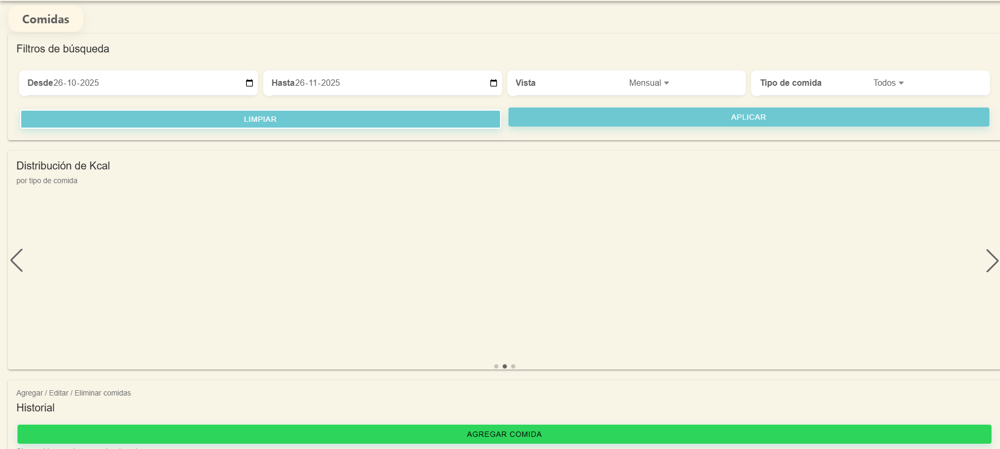 Comidas
Filtros de búsqueda
Desde26-10-2025
Hasta26-11-2025
Vista
Mensual
Tipo de comida
Todos
LIMPIAR
APLICAR
Distribución de Kcal
por tipo de comida
Agregar / Editar / Eliminar comidas
Historial
AGREGAR COMIDA